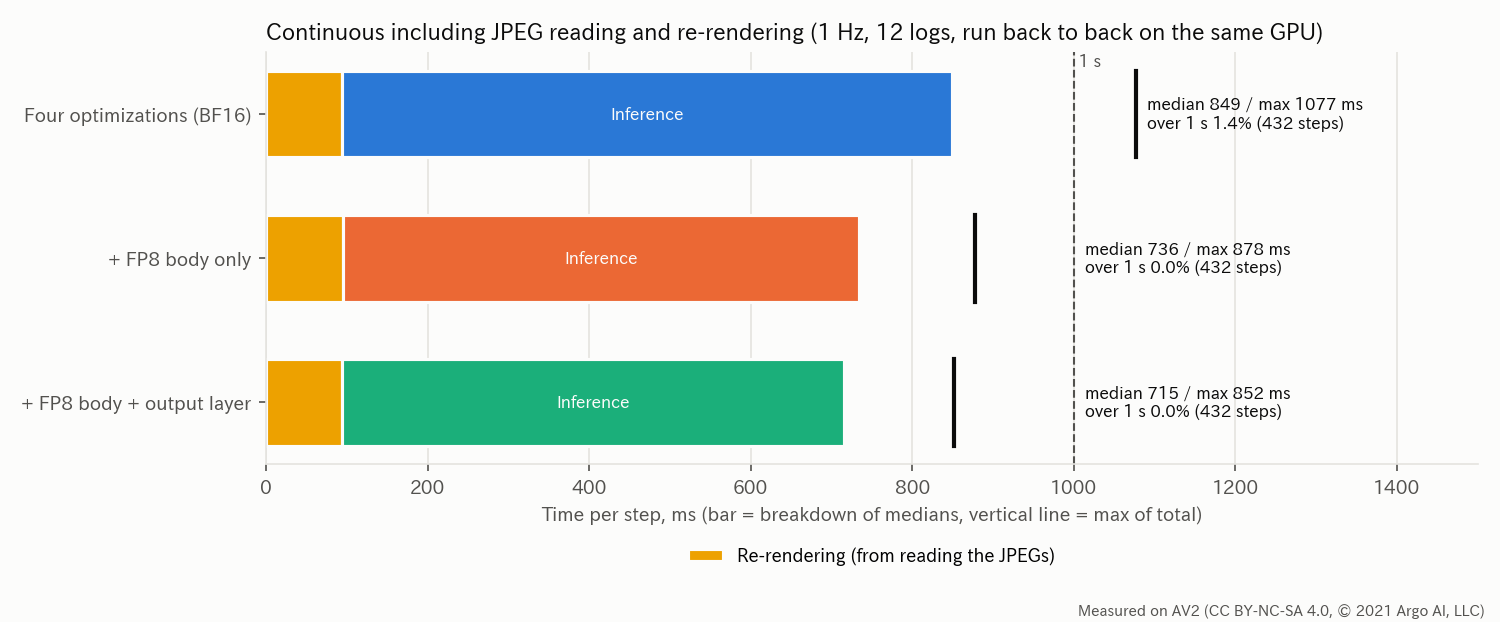 Continuous including JPEG reading and re-rendering (1 Hz, 12 logs, run back to back on the same GPU)
1 s
Four optimizations (BF16)
Inference
median 849 / max 1077 ms
over 1 s 1.4% (432 steps)
+ FP8 body only
Inference
median 736 / max 878 ms
over 1 s 0.0% (432 steps)
+ FP8 body + output layer
Inference
median 715 / max 852 ms
over 1 s 0.0% (432 steps)
0 200 400 600 800 1000 1200 1400
Time per step, ms (bar = breakdown of medians, vertical line = max of total)
Re-rendering (from reading the JPEGs)
Measured on AV2 (CC BY-NC-SA 4.0, © 2021 Argo AI, LLC)